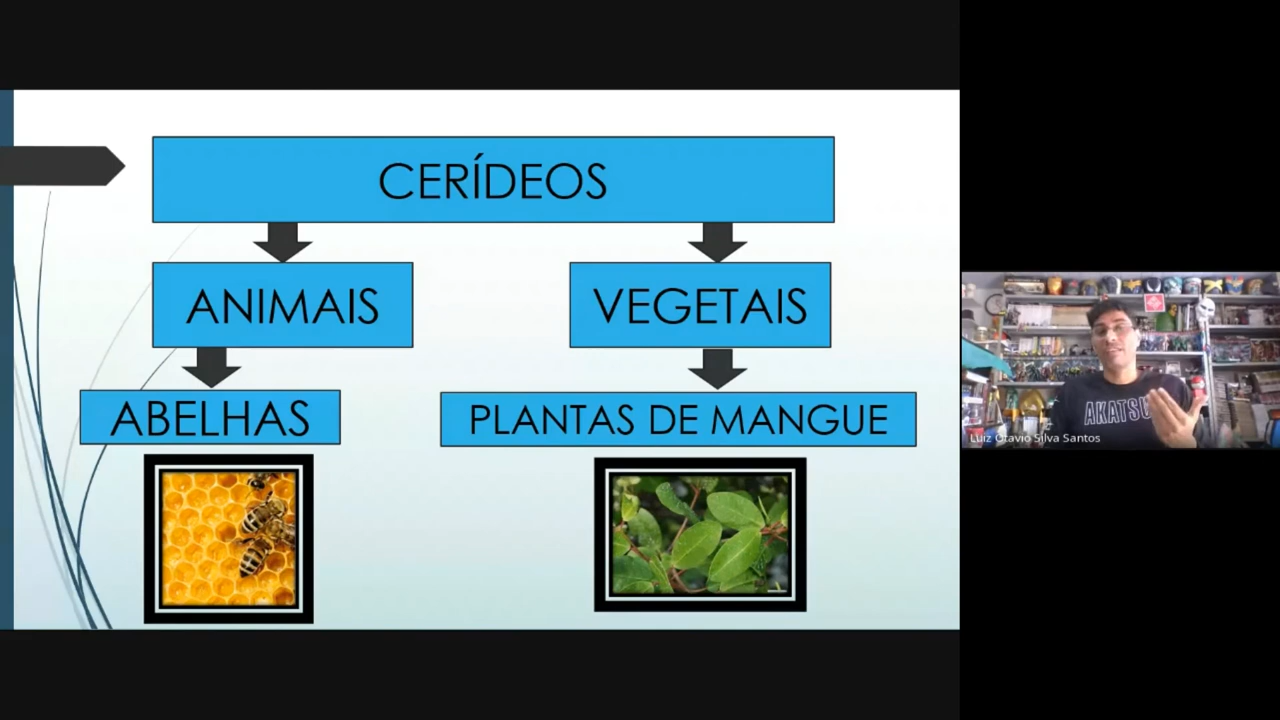 CERÍDEOS
ANIMAIS
VEGETAIS
ABELHAS
PLANTAS DE MANGUE
AKATSU
Luiz Otavio Silva Santos